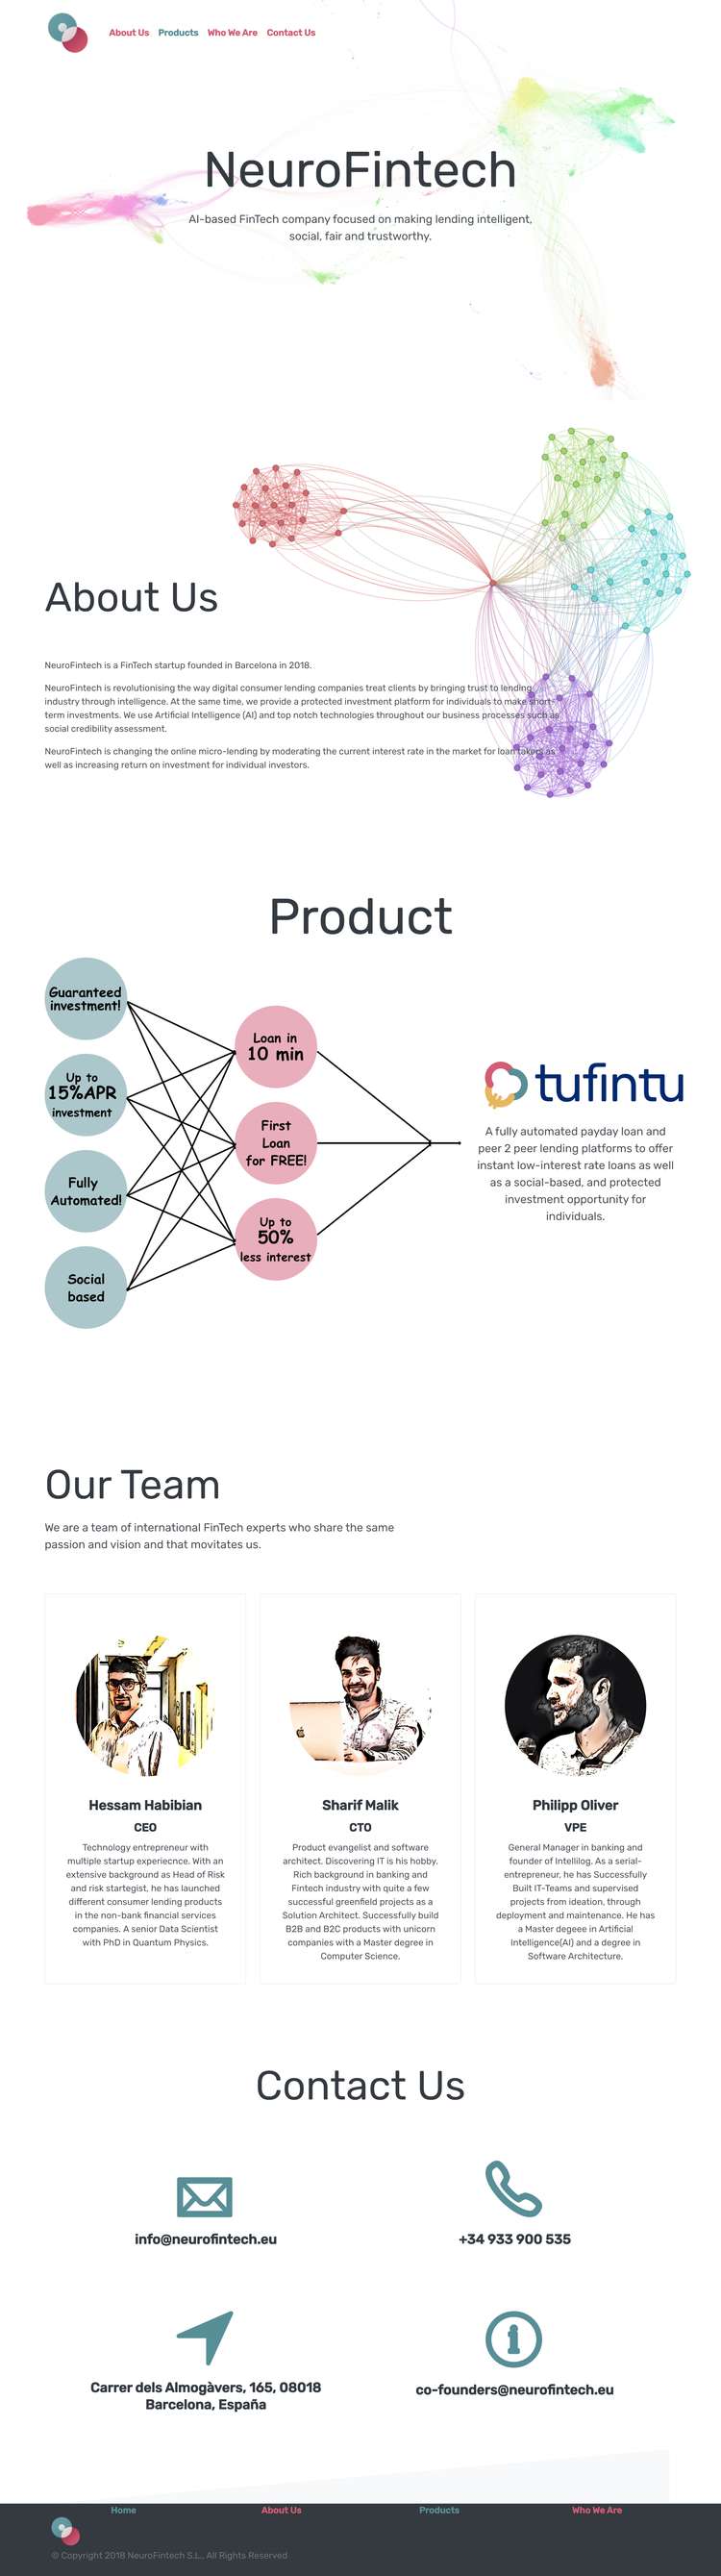 About Us Products Who We Are Contact Us
NeuroFintech
AI-based FinTech company focused on making lending intelligent,
social, fair and trustworthy.
About Us
NeuroFintech is a FinTech startup founded in Barcelona in 2018.
NeuroFintech is revolutionising the way digital consumer lending companies treat clients by bringing trust to lending
industry through intelligence. At the same time, we provide a protected investment platform for individuals to make short-
term investments. We use Artificial Intelligence (AI) and top notch technologies throughout our business processes such as
social credibility assessment.
NeuroFintech is changing the online micro-lending by moderating the current interest rate in the market for loan takers as
well as increasing return on investment for individual investors.
Product
Guaranteed
investment!
Up to
15%APR
investment
Fully
Automated!
Social
based
Loan in
10 min
First
Loan
for FREE!
Up to
50%
less interest
tufintu
A fully automated payday loan and
peer 2 peer lending platforms to offer
instant low-interest rate loans as well
as a social-based, and protected
investment opportunity for
individuals.
Our Team
We are a team of international FinTech experts who share the same
passion and vision and that movitates us.
Hessam Habibian
CEO
Technology entrepreneur with
multiple startup experiecnce. With an
extensive background as Head of Risk
and risk startegist, he has launched
different consumer lending products
in the non-bank financial services
companies. A senior Data Scientist
with PhD in Quantum Physics.
Sharif Malik
CTO
Product evangelist and software
architect. Discovering IT is his hobby.
Rich background in banking and
Fintech industry with quite a few
successful greenfield projects as a
Solution Architect. Successfully build
B2B and B2C products with unicorn
companies with a Master degree in
Computer Science.
Philipp Oliver
VPE
General Manager in banking and
founder of Intellilog. As a serial-
entrepreneur, he has Successfully
Built IT-Teams and supervised
projects from ideation, through
deployment and maintenance. He has
a Master degeee in Artificial
Intelligence(AI) and a degree in
Software Architecture.
Contact Us
info@neurofintech.eu
+34 933 900 535
Carrer dels Almogàvers, 165, 08018
Barcelona, España
co-founders@neurofintech.eu
Home About Us Products Who We Are
© Copyright 2018 NeuroFintech S.L., All Rights Reserved